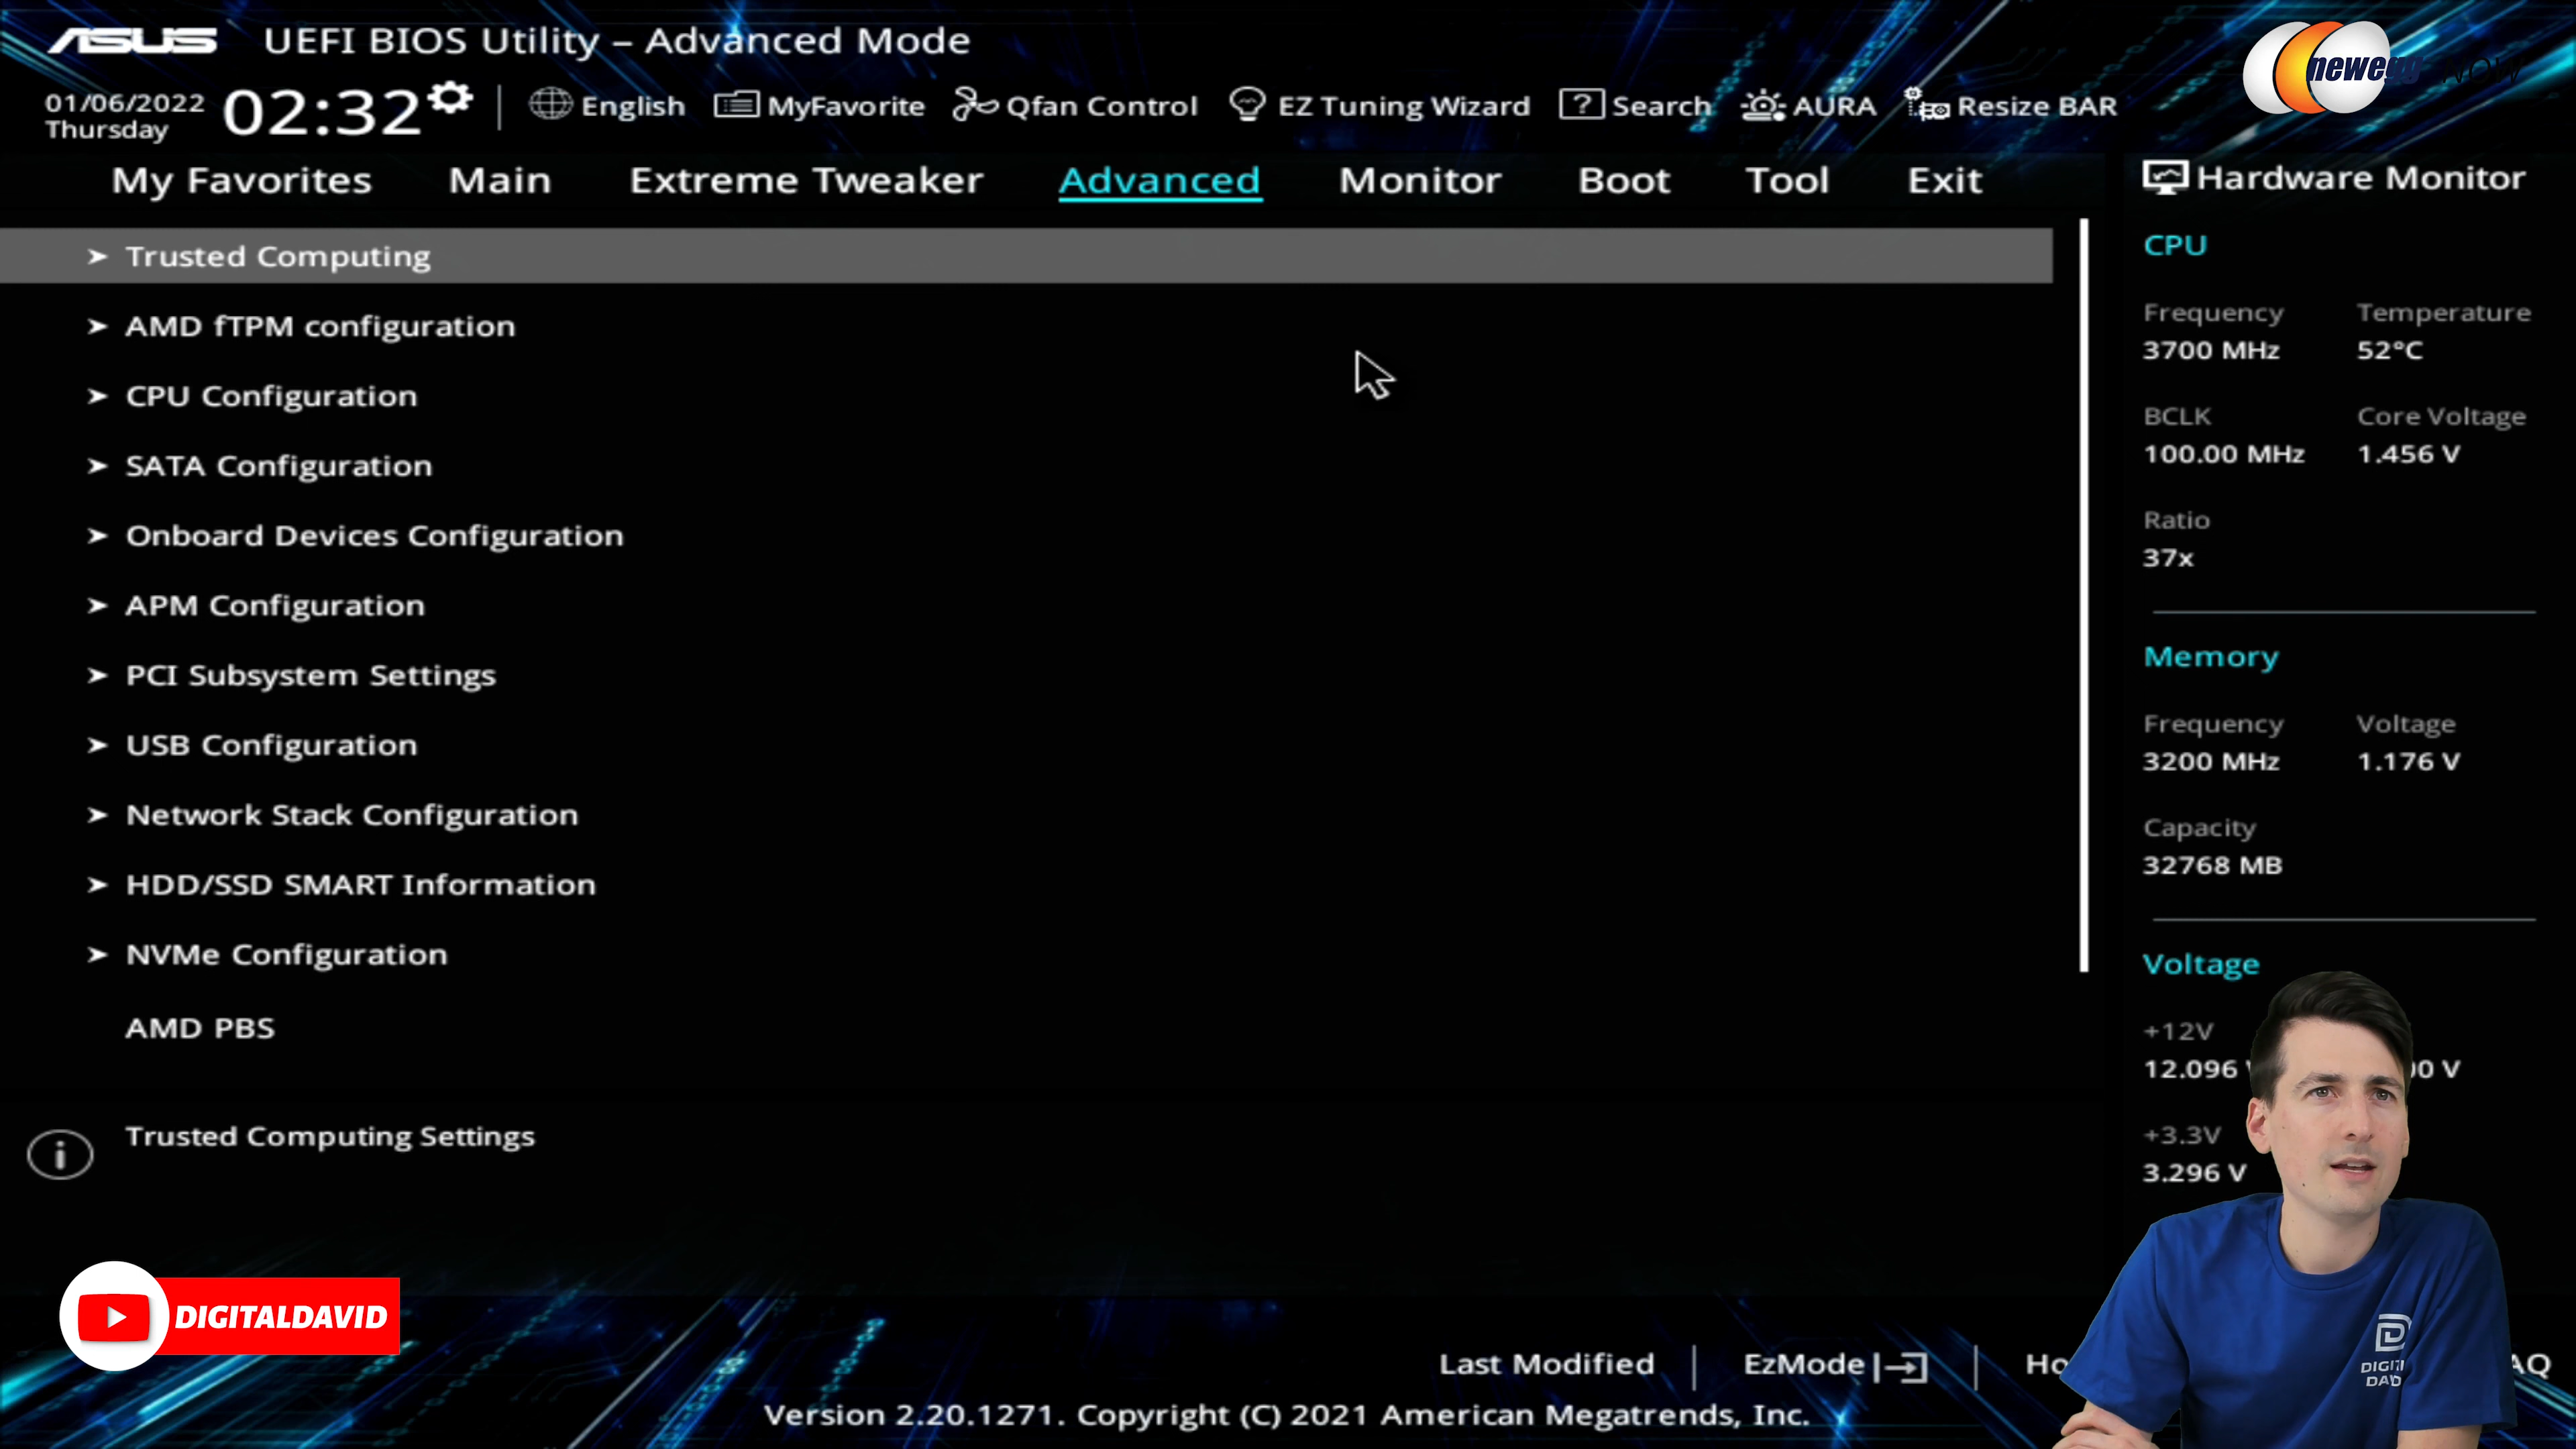 ASUS UEFI BIOS Utility – Advanced Mode
newegg NOW
01/06/2022
Thursday
02:32
English MyFavorite Qfan Control EZ Tuning Wizard ? Search AURA Resize BAR
My Favorites Main Extreme Tweaker Advanced Monitor Boot Tool Exit
Trusted Computing
AMD fTPM configuration
CPU Configuration
SATA Configuration
Onboard Devices Configuration
APM Configuration
PCI Subsystem Settings
USB Configuration
Network Stack Configuration
HDD/SSD SMART Information
NVMe Configuration
AMD PBS
Trusted Computing Settings
Hardware Monitor
CPU
Frequency Temperature
3700 MHz 52°C
BCLK Core Voltage
100.00 MHz 1.456 V
Ratio
37x
Memory
Frequency Voltage
3200 MHz 1.176 V
Capacity
32768 MB
Voltage
+12V
12.096 V
+3.3V
3.296 V
DIGITALDAVID
Last Modified EzMode
Version 2.20.1271. Copyright (C) 2021 American Megatrends, Inc.